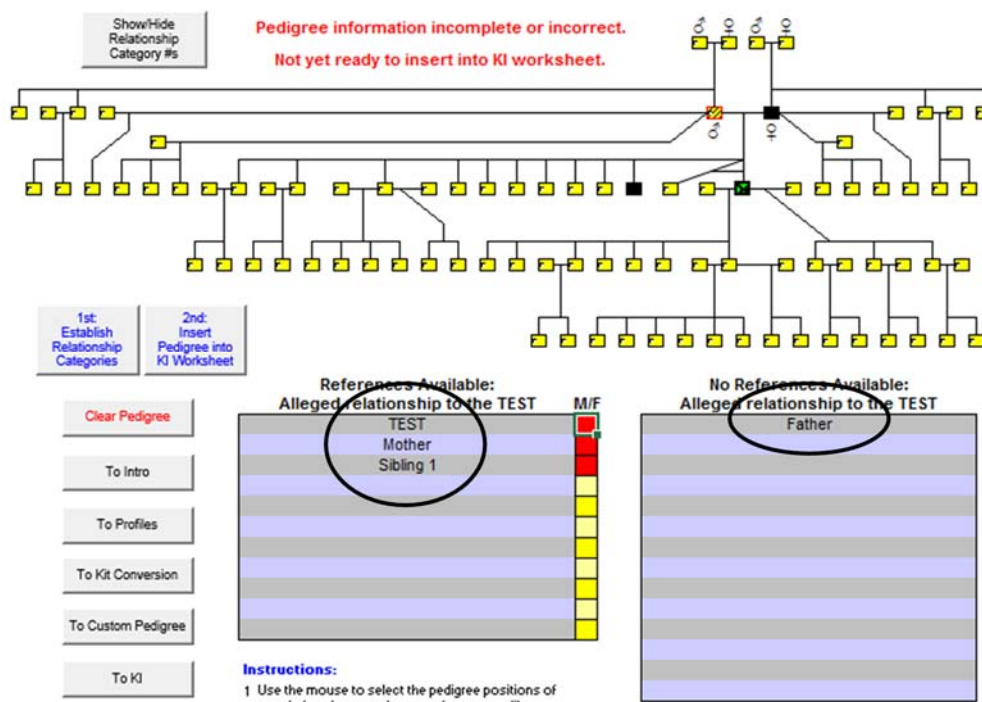 Show/Hide
Relationship
Category #s
Pedigree information incomplete or incorrect.
Not yet ready to insert into KI worksheet.
1st:
Establish
Relationship
Categories
2nd:
Insert
Pedigree into
KI Worksheet
References Available:
Alleged relationship to the TEST
M/F
No References Available:
Alleged relationship to the TEST
Clear Pedigree
To Intro
To Profiles
To Kit Conversion
To Custom Pedigree
To KI
TEST
Mother
Sibling 1
Father
Instructions:
1 Use the mouse to select the pedigree positions of